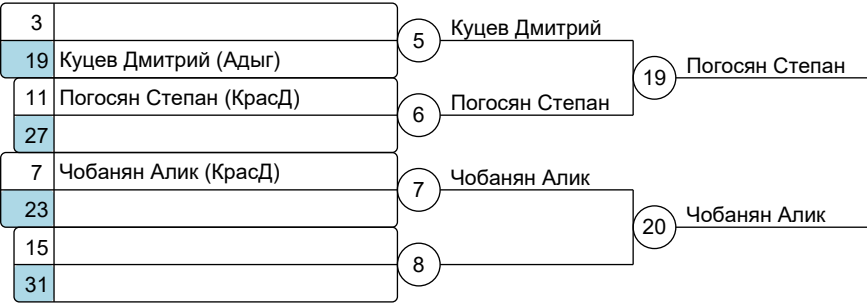 3
5
Куцев Дмитрий
19 Куцев Дмитрий (Адыг)
19
Погосян Степан
11 Погосян Степан (КрасД)
6
Погосян Степан
27
7 Чобанян Алик (КрасД)
7
Чобанян Алик
23
20
Чобанян Алик
15
8
31